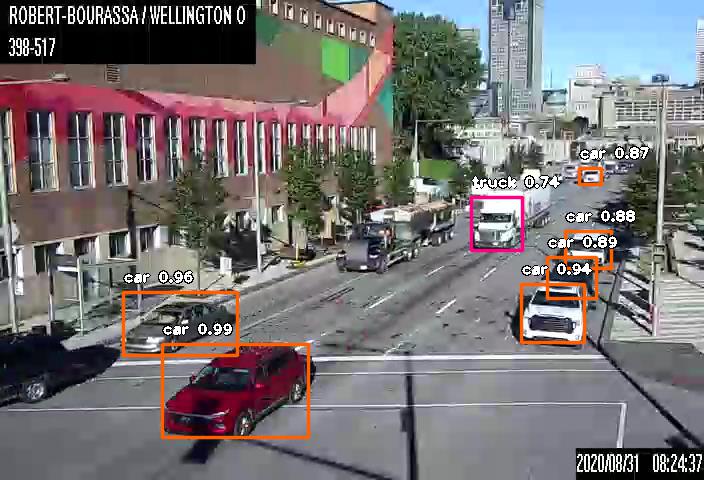 ROBERT-BOURASSA / WELLINGTON O
398-517
car 0.87
truck 0.74
car 0.88
car 0.89
car 0.94
car 0.96
car 0.99
2020/08/31 08:24:37